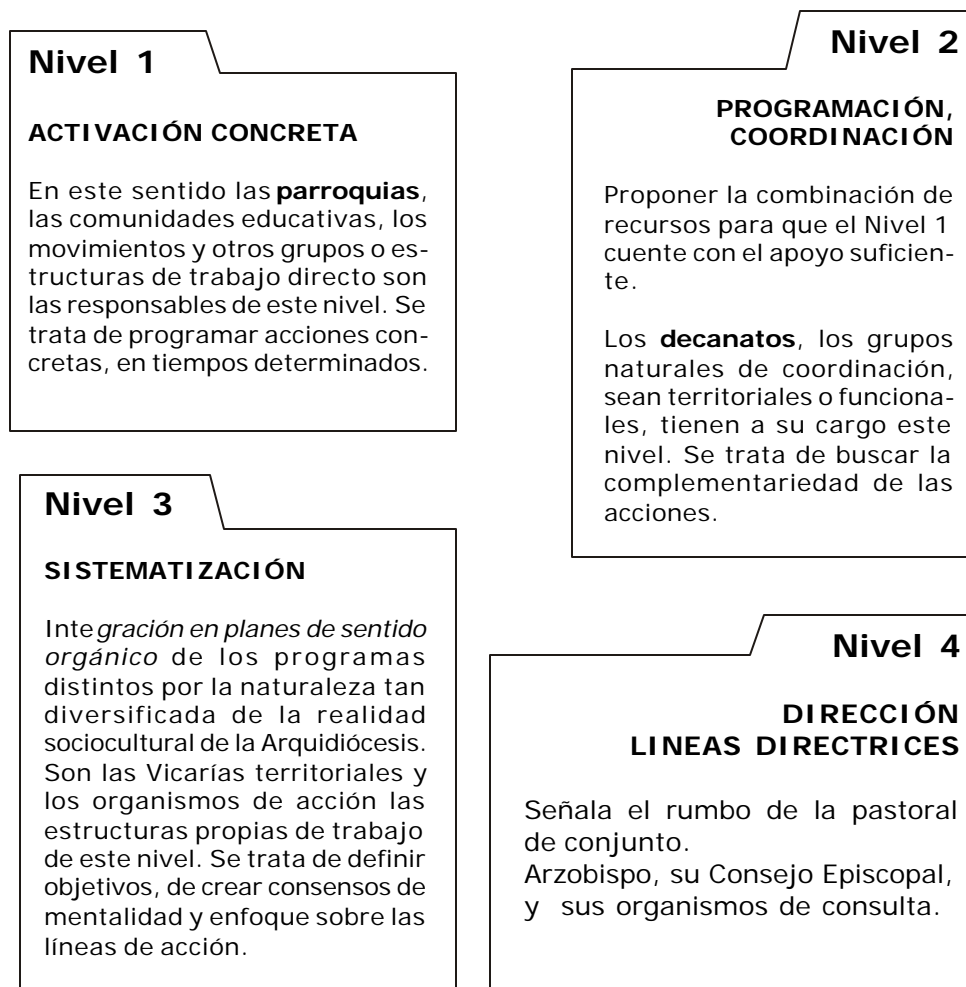 Nivel 1
ACTIVACIÓN CONCRETA
En este sentido las parroquias,
las comunidades educativas, los
movimientos y otros grupos o es-
tructuras de trabajo directo son
las responsables de este nivel. Se
trata de programar acciones con-
cretas, en tiempos determinados.
Nivel 2
PROGRAMACIÓN,
COORDINACIÓN
Proponer la combinación de
recursos para que el Nivel 1
cuente con el apoyo suficien-
te.
Los decanatos, los grupos
naturales de coordinación,
sean territoriales o funciona-
les, tienen a su cargo este
nivel. Se trata de buscar la
complementariedad de las
acciones.
Nivel 3
SISTEMATIZACIÓN
Integración en planes de sentido
orgánico de los programas
distintos por la naturaleza tan
diversificada de la realidad
sociocultural de la Arquidiócesis.
Son las Vicarías territoriales y
los organismos de acción las
estructuras propias de trabajo
de este nivel. Se trata de definir
objetivos, de crear consensos de
mentalidad y enfoque sobre las
líneas de acción.
Nivel 4
DIRECCIÓN
LINEAS DIRECTRICES
Señala el rumbo de la pastoral
de conjunto.
Arzobispo, su Consejo Episcopal,
y sus organismos de consulta.